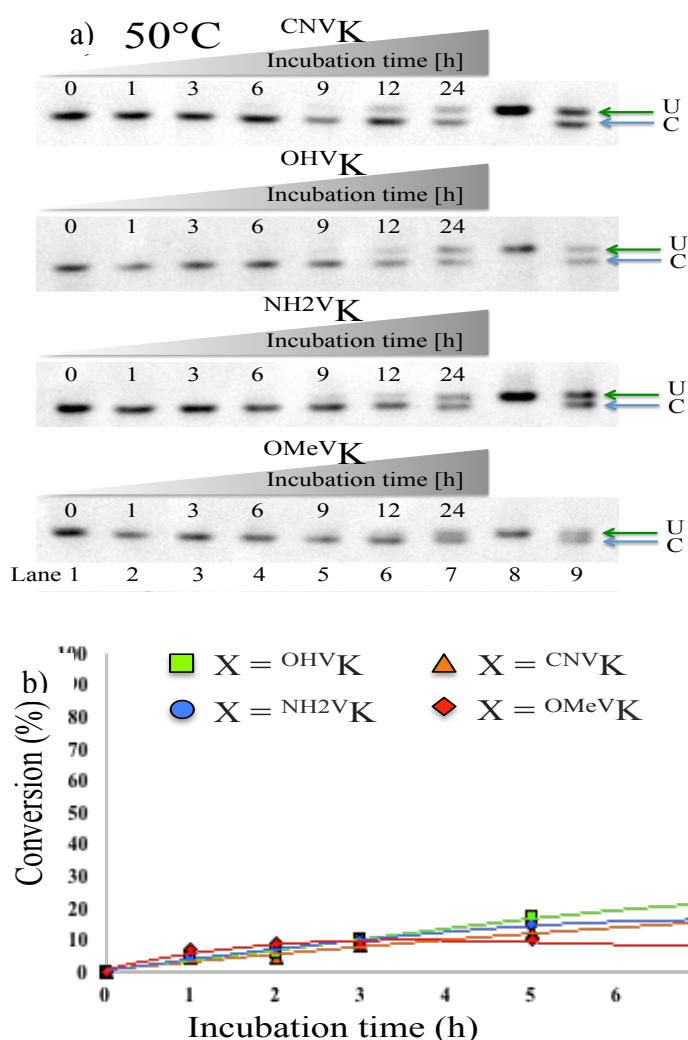 a) 50°C
CNVK
Incubation time [h]
0 1 3 6 9 12 24
U
C
OHVK
Incubation time [h]
0 1 3 6 9 12 24
U
C
NH2VK
Incubation time [h]
0 1 3 6 9 12 24
U
C
OMeVK
Incubation time [h]
0 1 3 6 9 12 24
U
C
Lane 1 2 3 4 5 6 7 8 9
b)
X = OHVK X = CNVK
X = NH2VK X = OMeVK
Conversion (%)
80
70
60
50
40
30
20
10
0
0 1 2 3 4 5 6
Incubation time (h)